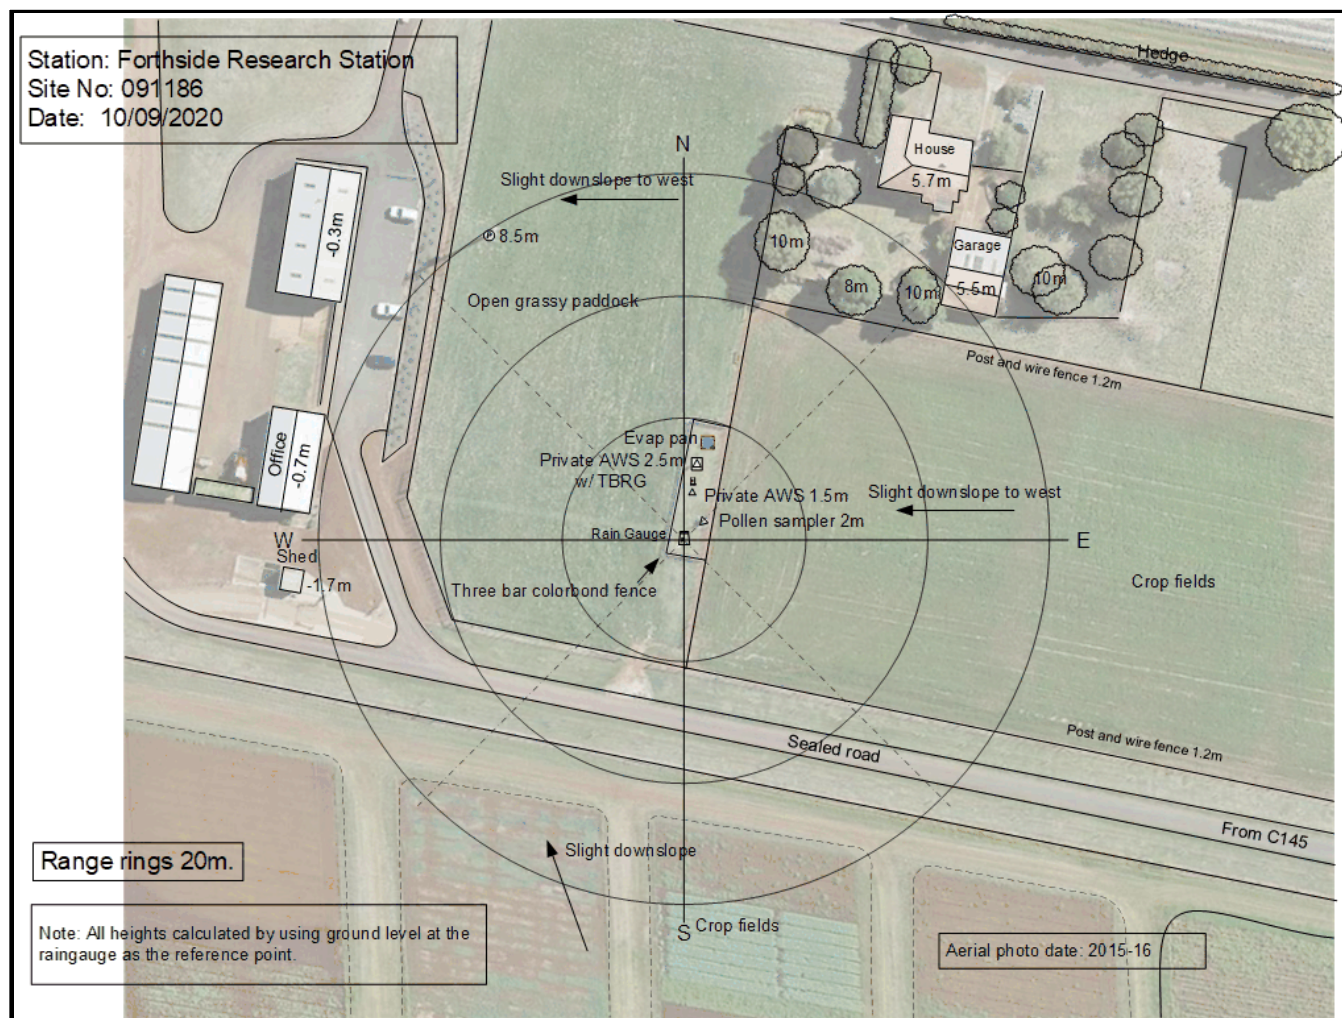 Station: Forthside Research Station
Site No: 091186
Date: 10/09/2020
Hedge
N
House
5.7m
Slight downslope to west
P 8.5m
-0.3m
10m
Garage
8m
10m
5.5m
10m
Open grassy paddock
Post and wire fence 1.2m
Evap pan
Private AWS 2.5m
w/ TBRG
Office
-0.7m
Private AWS 1.5m
Slight downslope to west
Pollen sampler 2m
Rain Gauge
W
E
Shed
-1.7m
Three bar colorbond fence
Crop fields
Sealed road
Post and wire fence 1.2m
From C145
Range rings 20m.
Slight downslope
Note: All heights calculated by using ground level at the
raingauge as the reference point.
S
Crop fields
Aerial photo date: 2015-16